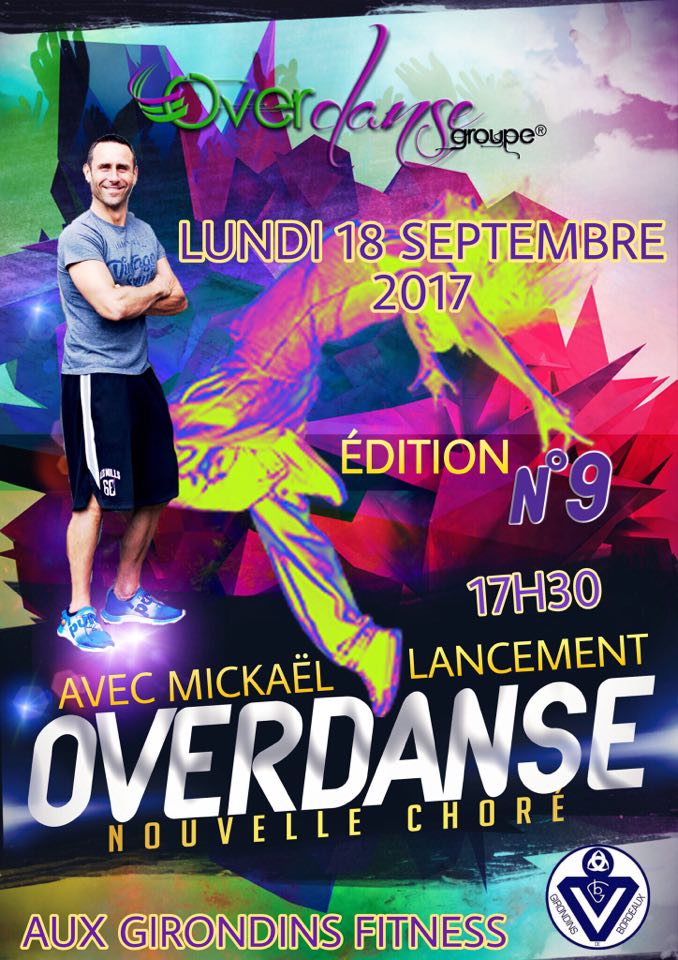 Overdanse
groupe®
LUNDI 18 SEPTEMBRE
2017
ÉDITION
N°9
17H30
AVEC MICKAËL LANCEMENT
OVERDANSE
NOUVELLE CHORÉ
AUX GIRONDINS FITNESS
GIRONDINS
DE
BORDEAUX